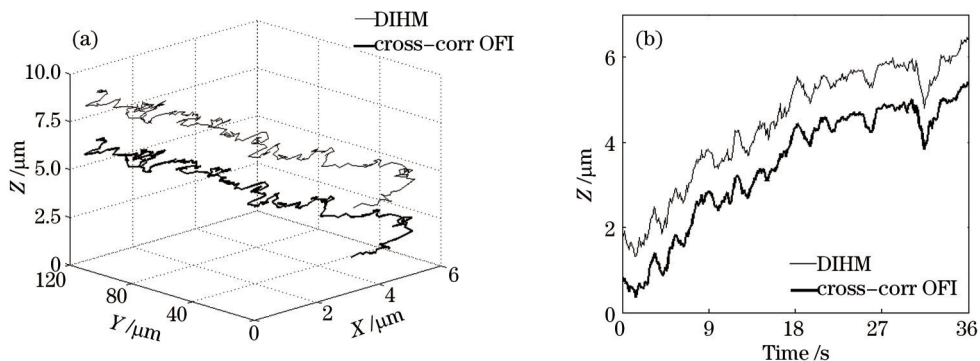 (a)
DIHM
cross-corr OFI
10.0
7.5
5.0
2.5
0
Z /μm
120
80
40
0
Y /μm
2
4
6
X /μm
(b)
6
4
2
0
Z /μm
DIHM
cross-corr OFI
0
9
18
27
36
Time /s